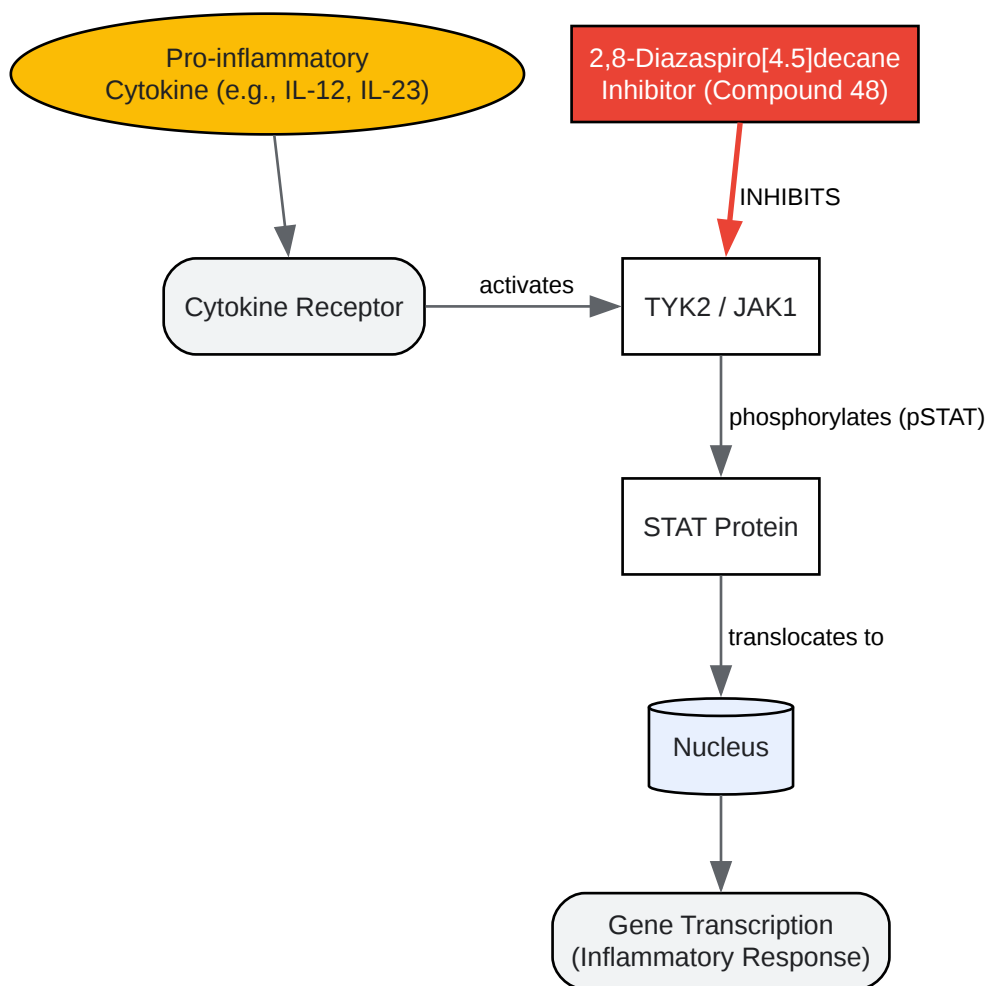 Pro-inflammatory
Cytokine (e.g., IL-12, IL-23)
2,8-Diazaspiro[4.5]decane
Inhibitor (Compound 48)
INHIBITS
Cytokine Receptor
activates
TYK2 / JAK1
phosphorylates (pSTAT)
STAT Protein
translocates to
Nucleus
Gene Transcription
(Inflammatory Response)